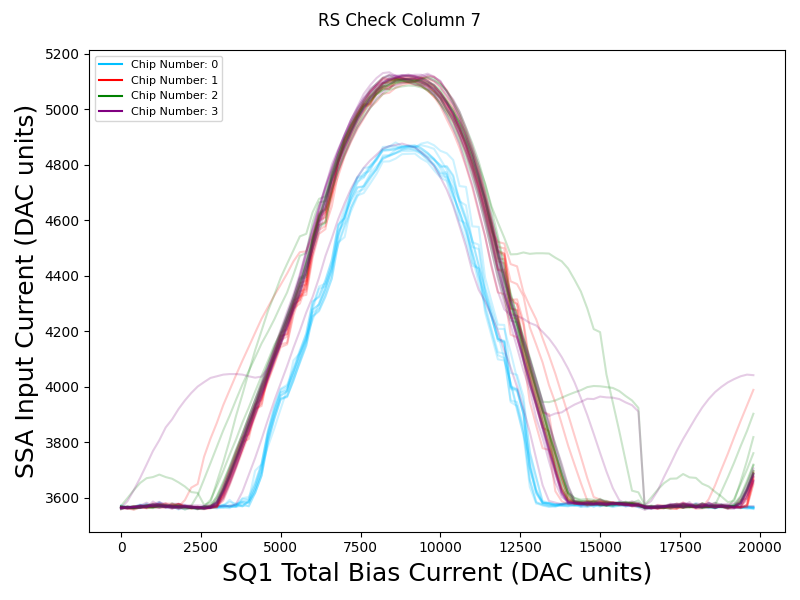 RS Check Column 7
Chip Number: 0
Chip Number: 1
Chip Number: 2
Chip Number: 3
SSA Input Current (DAC units)
5200
5000
4800
4600
4400
4200
4000
3800
3600
0 2500 5000 7500 10000 12500 15000 17500 20000
SQ1 Total Bias Current (DAC units)